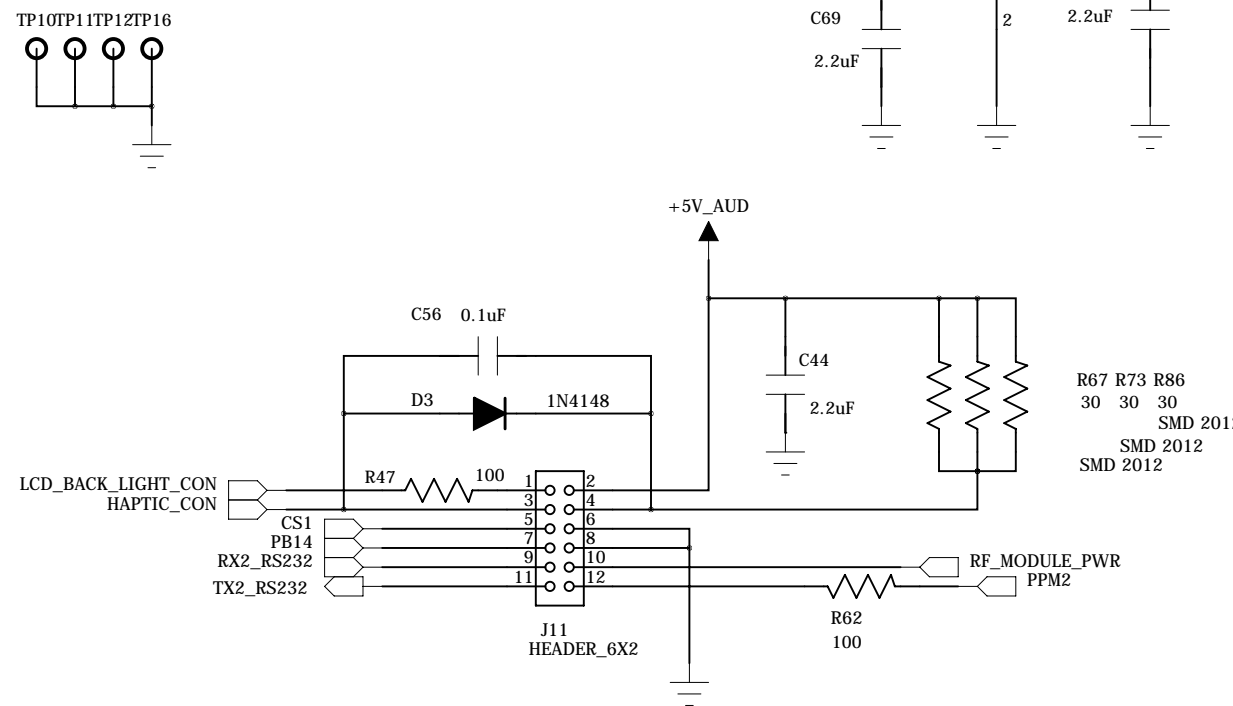 TP10TP11TP12TP16
C69
2.2uF
2
2.2uF
+5V_AUD
C56 0.1uF
D3 1N4148
C44
2.2uF
R67 R73 R86
30 30 30
SMD 201
SMD 2012
SMD 2012
LCD_BACK_LIGHT_CON
R47 100
HAPTIC_CON
CS1
PB14
RX2_RS232
TX2_RS232
1 2
3 4
5 6
7 8
9 10
11 12
RF_MODULE_PWR
PPM2
R62
100
J11
HEADER_6X2